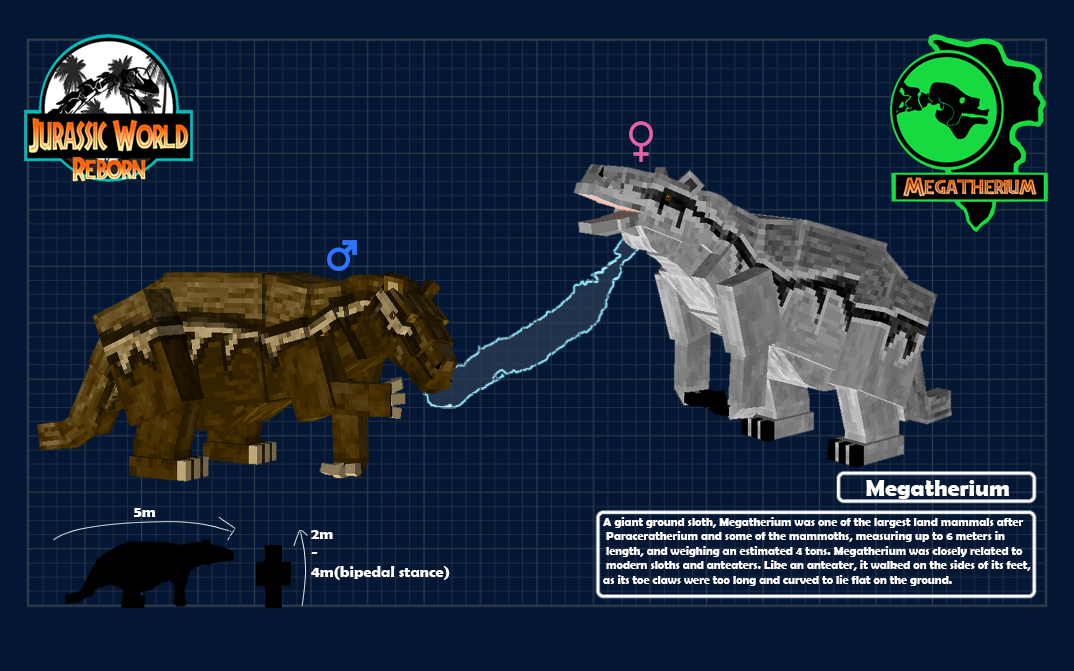 JURASSIC WORLD
REBORN
MEGATHERIUM
5m
2m
-
4m(bipedal stance)
Megatherium
A giant ground sloth, Megatherium was one of the largest land mammals after
Paraceratherium and some of the mammoths, measuring up to 6 meters in
length, and weighing an estimated 4 tons. Megatherium was closely related to
modern sloths and anteaters. Like an anteater, it walked on the sides of its feet,
as its toe claws were too long and curved to lie flat on the ground.